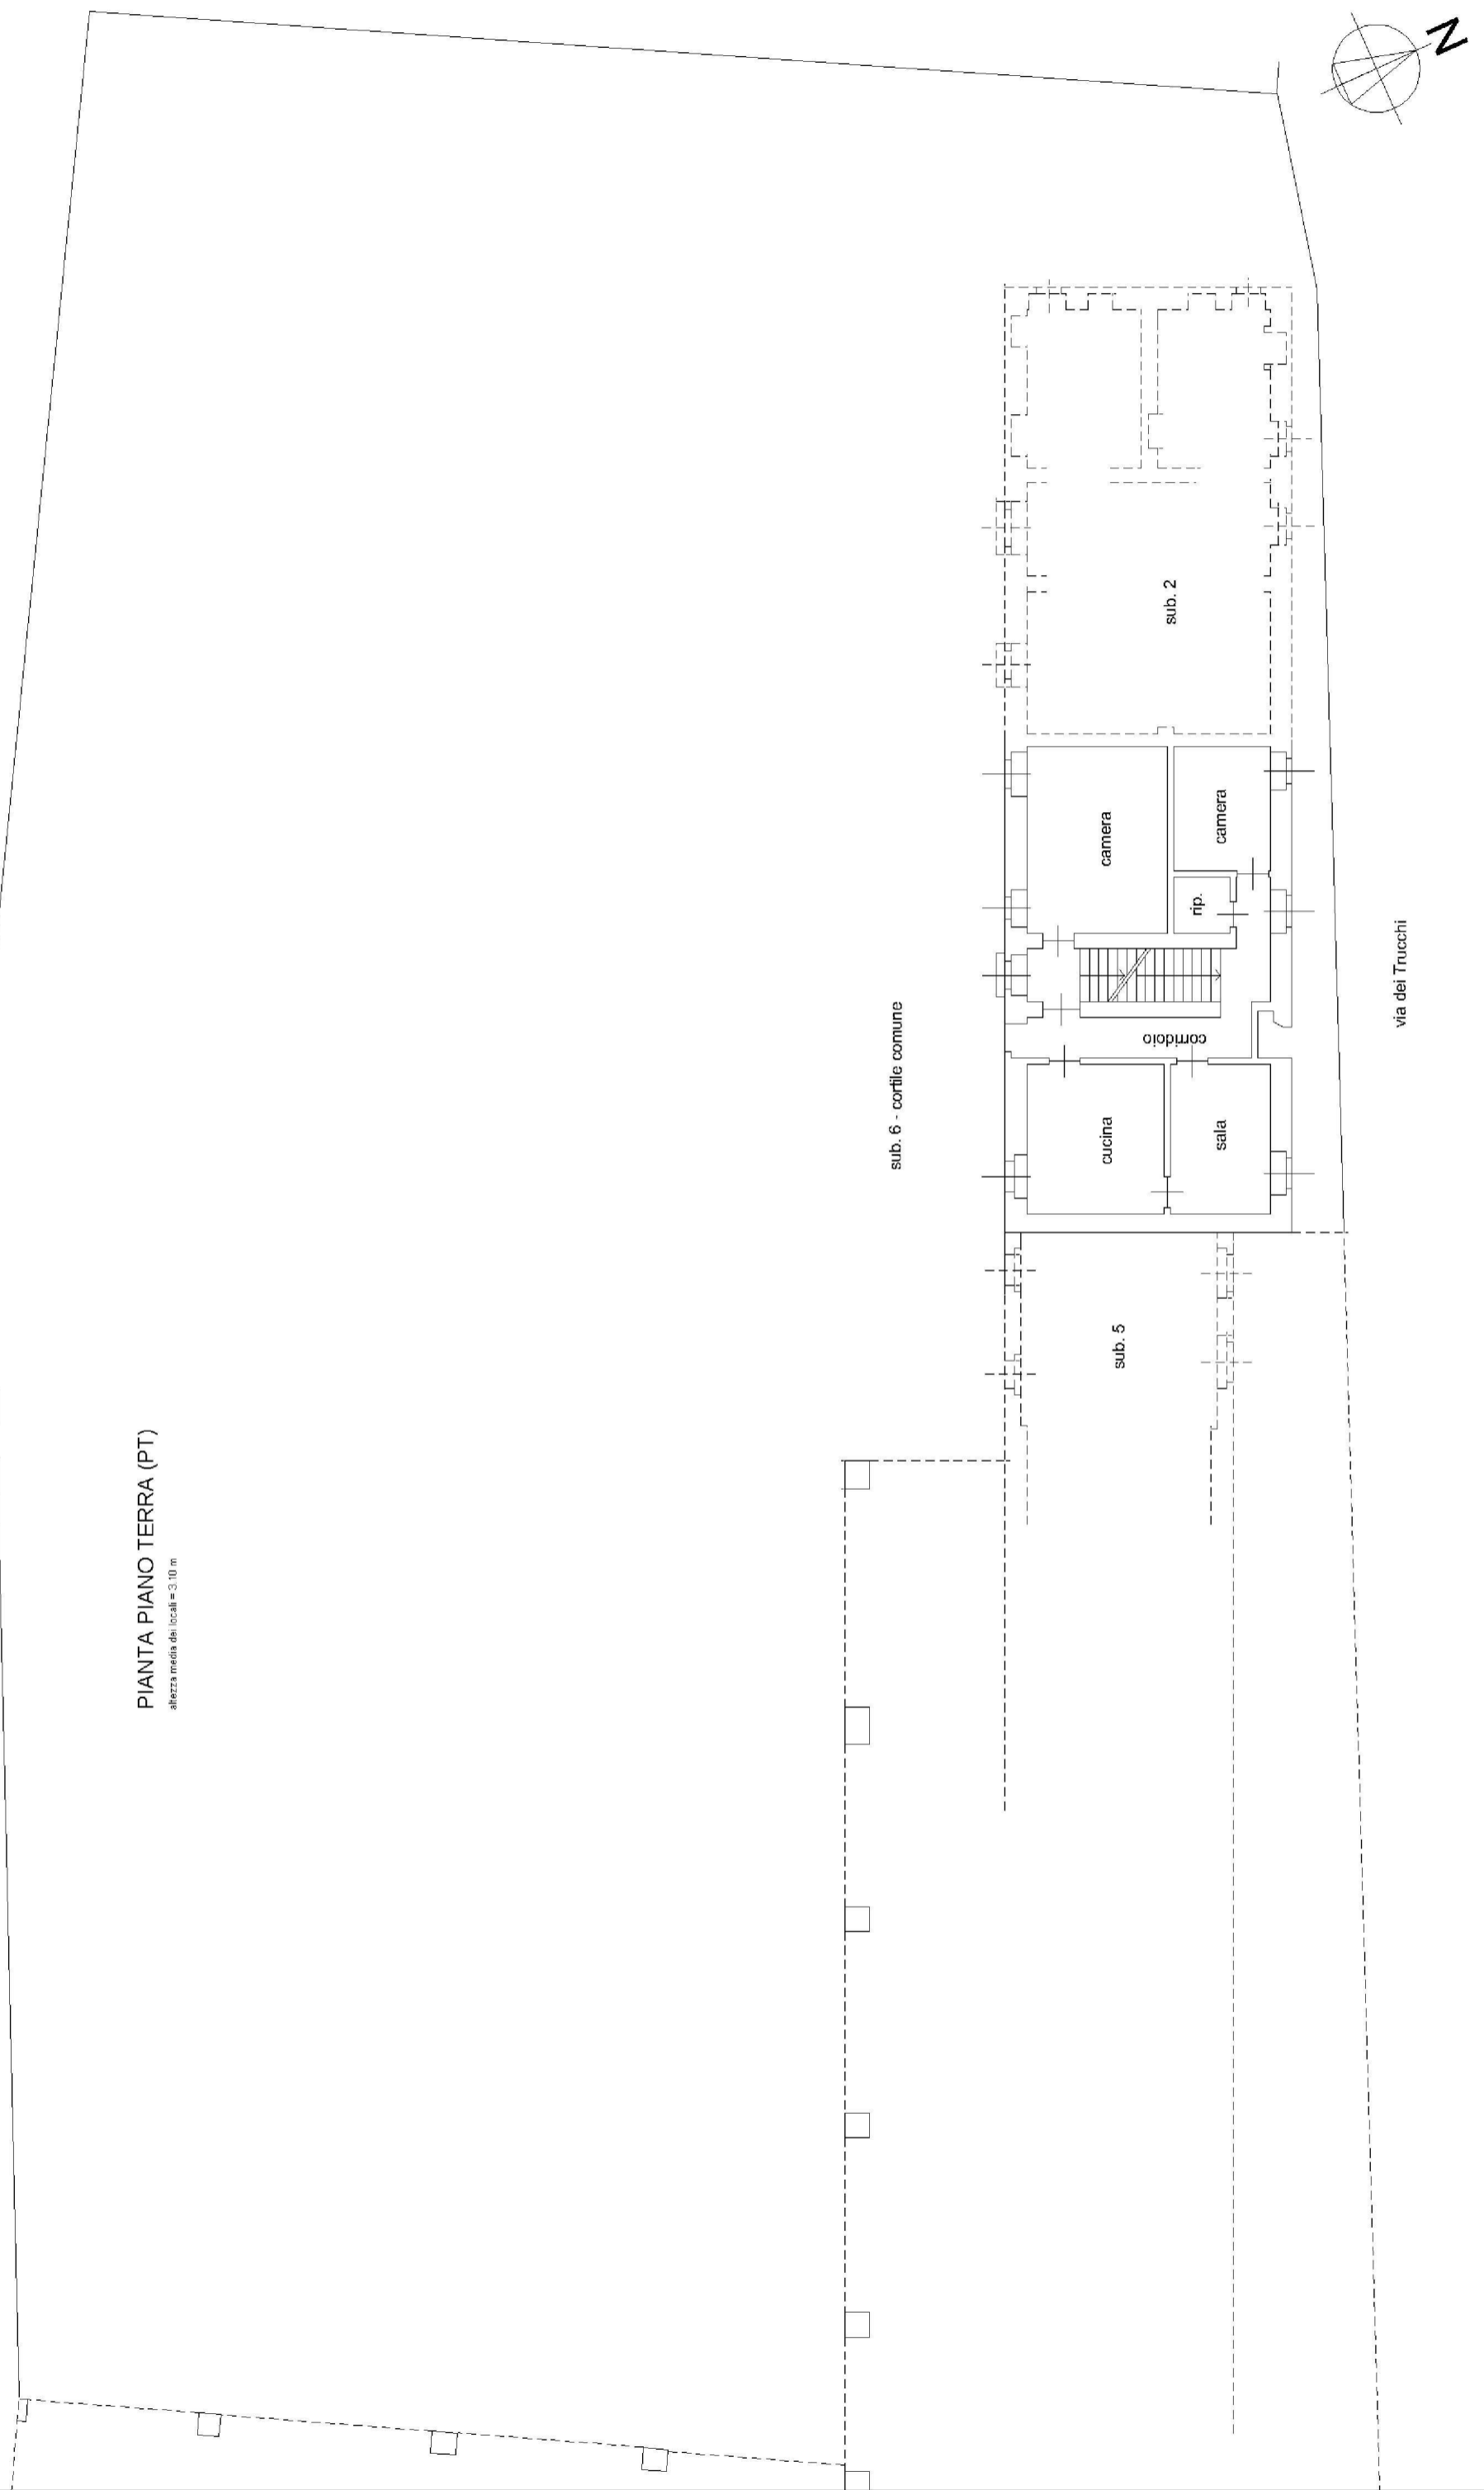 N
sub. 2
camera
camera
rip.
via dei Trucchi
sub. 6 - cortile comune
corridoio
cucina
sala
sub. 5
PIANTA PIANO TERRA (PT)
altezza media dei locali = 3.10 m